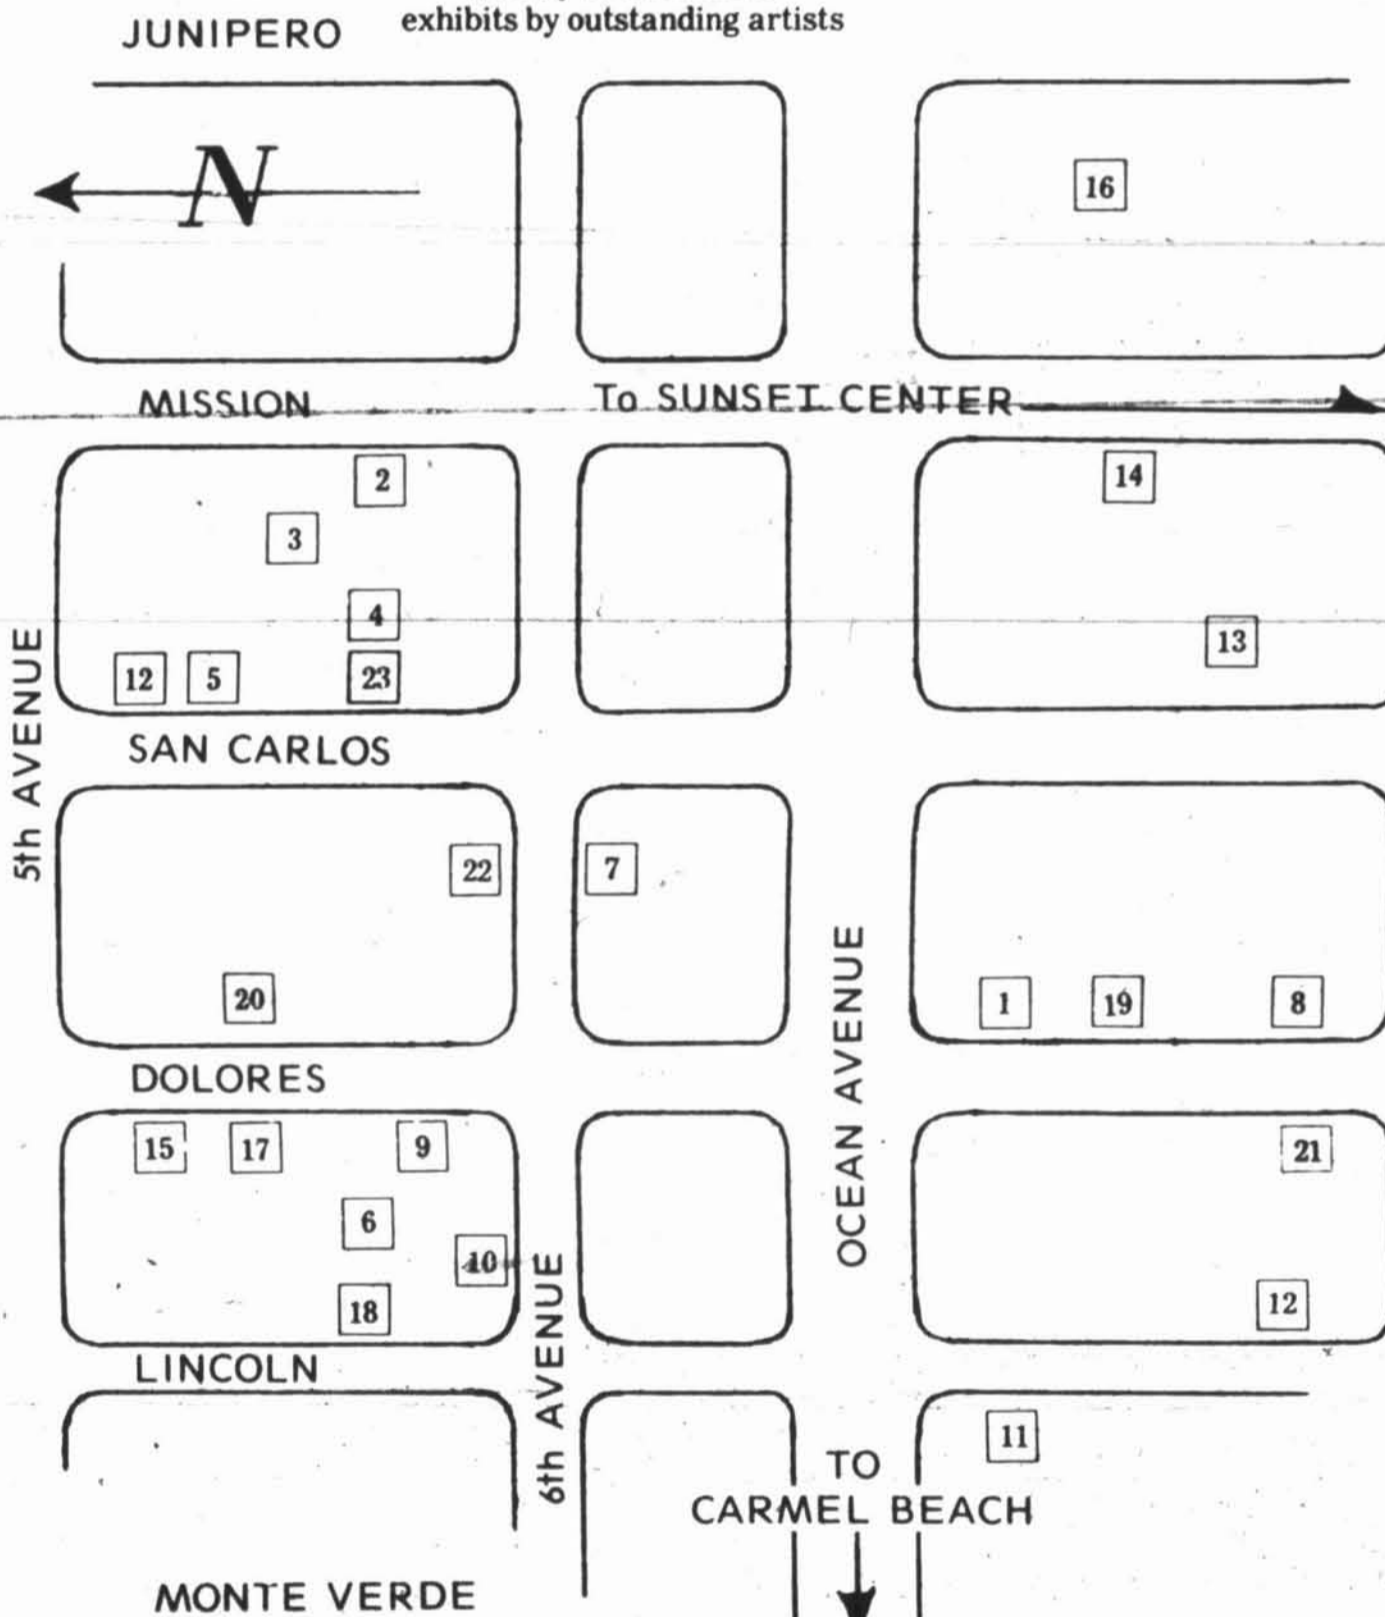 exhibits by outstanding artists
JUNIPERO
N
16
MISSION
To SUNSET CENTER
2
14
3
4
13
12
5
23
5th AVENUE
SAN CARLOS
22
7
20
1
19
8
OCEAN AVENUE
DOLORES
15
17
9
21
6
10
18
12
6th AVENUE
LINCOLN
11
TO
CARMEL BEACH
MONTE VERDE